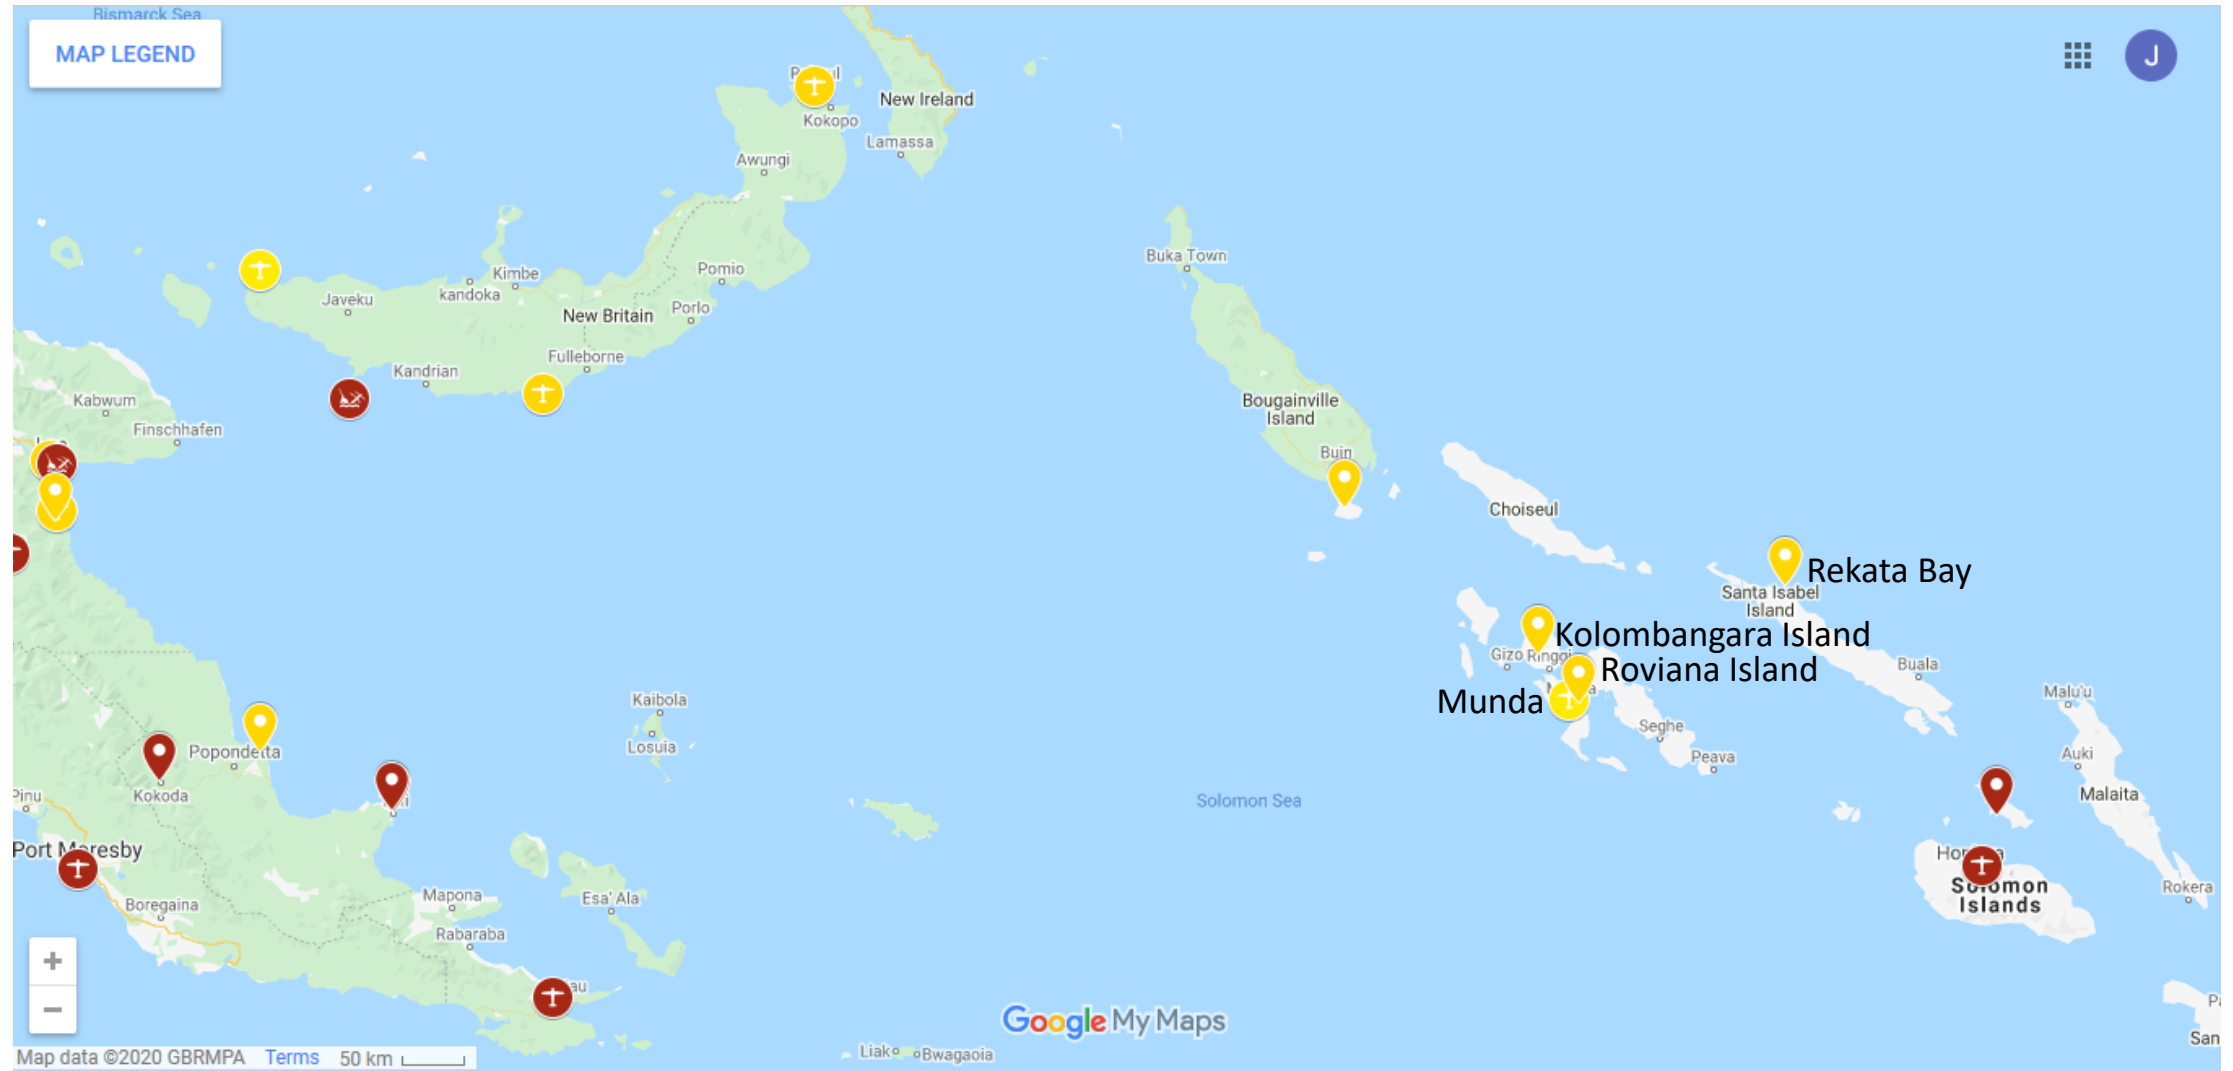 Bismarck Sea
MAP LEGEND
J
New Ireland
Kokopo
Lamassa
Awungi
Buka Town
Pomio
Kimbe
kandoka
Javeku
New Britain
Porlo
Fulleborne
Kandrian
Kabwum
Finschhafen
Bougainville
Island
Buin
Choiseul
Rekata Bay
Santa Isabel
Island
Kolombangara Island
Gizo
Roviana Island
Buala
Munda
Malu'u
Kaibola
Seghe
Losuia
Popondetta
Peava
Auki
Kokoda
Solomon Sea
Malaita
Port Moresby
Solomon
Islands
Rokera
Mapona
Esa' Ala
Boregaina
Rabaraba
+
−
Google My Maps
Map data ©2020 GBRMPA Terms 50 km
Liak
Bwagaoia